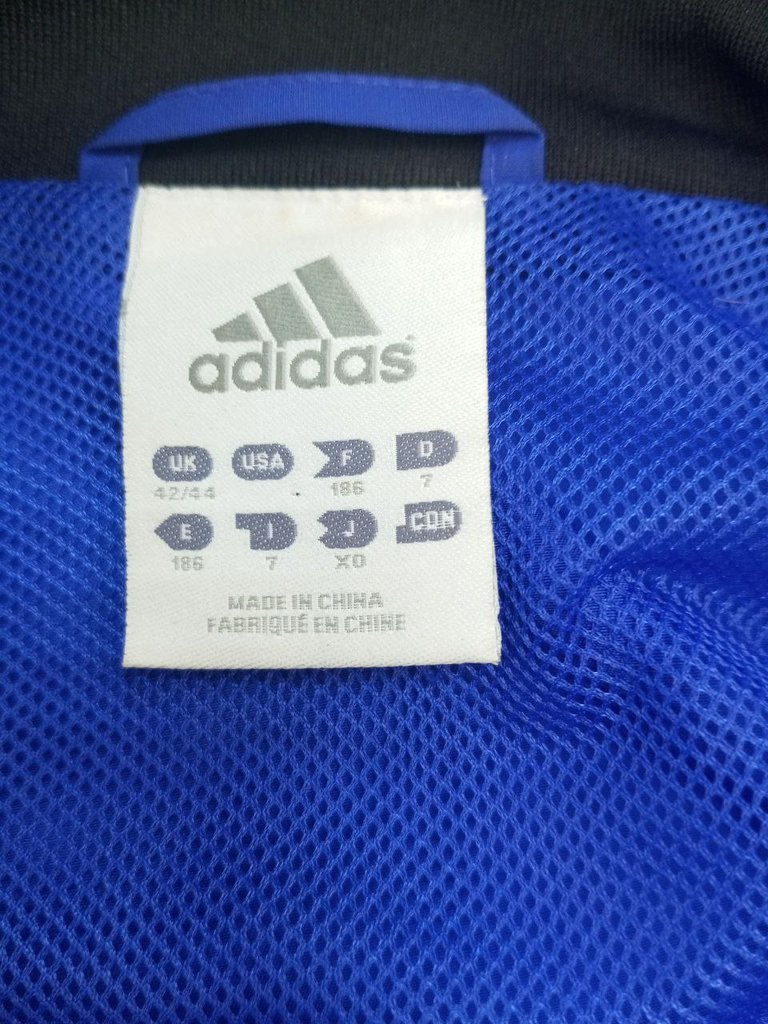 adidas
UK USA F D
42/44 186 7
E I J CDN
186 7 XO
MADE IN CHINA
FABRIQUÉ EN CHINE